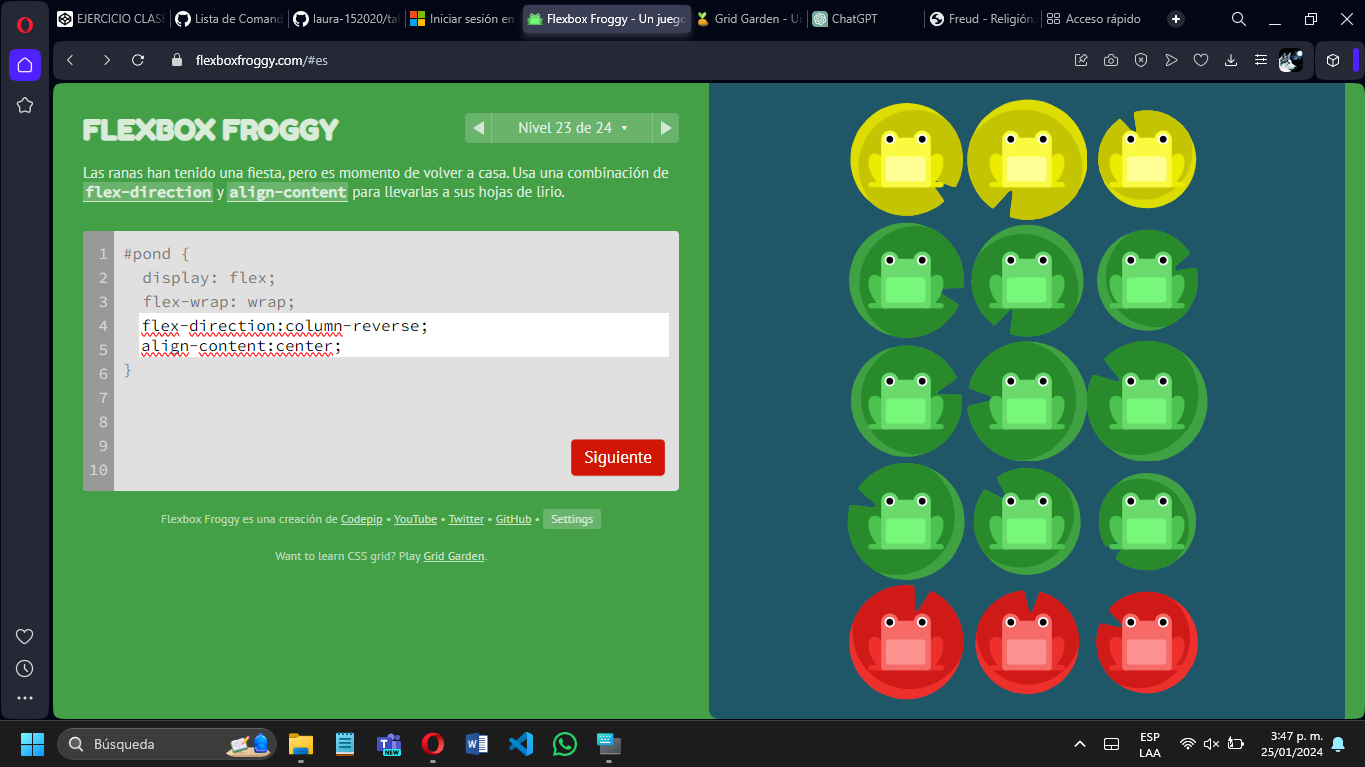 EJERCICIO CLASE
Lista de Comand
laura-152020/tal
Iniciar sesión en
Flexbox Froggy - Un juego
Grid Garden - Un
ChatGPT
Freud - Religión.
Acceso rápido
flexboxfroggy.com/#es
FLEXBOX FROGGY
Nivel 23 de 24
Las ranas han tenido una fiesta, pero es momento de volver a casa. Usa una combinación de
flex-direction y align-content para llevarlas a sus hojas de lirio.
1 #pond {
2 display: flex;
3 flex-wrap: wrap;
4 flex-direction:column-reverse;
5 align-content:center;
6 }
7
8
9
10
Siguiente
Flexbox Froggy es una creación de Codepip • YouTube • Twitter • GitHub • Settings
Want to learn CSS grid? Play Grid Garden.
Búsqueda
NEW
ESP
LAA
3:47 p. m.
25/01/2024